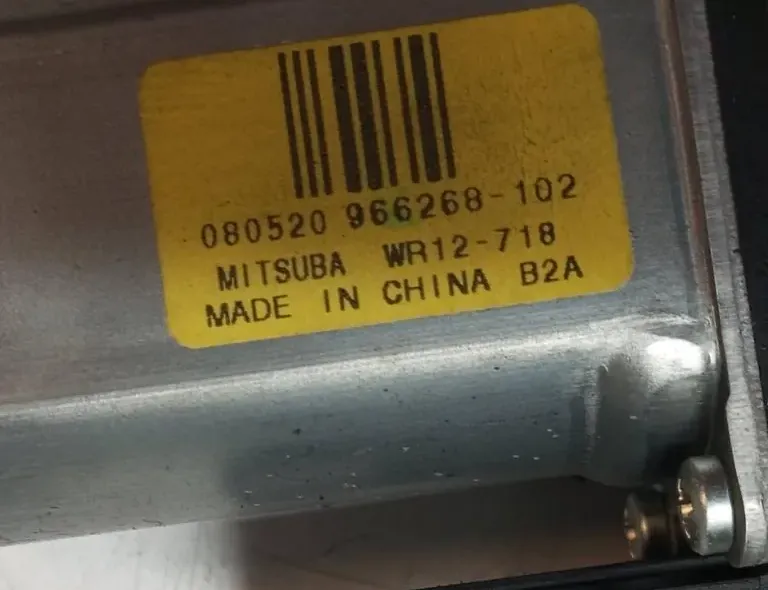 080520 966268-102
MITSUBA WR12-718
MADE IN CHINA B2A